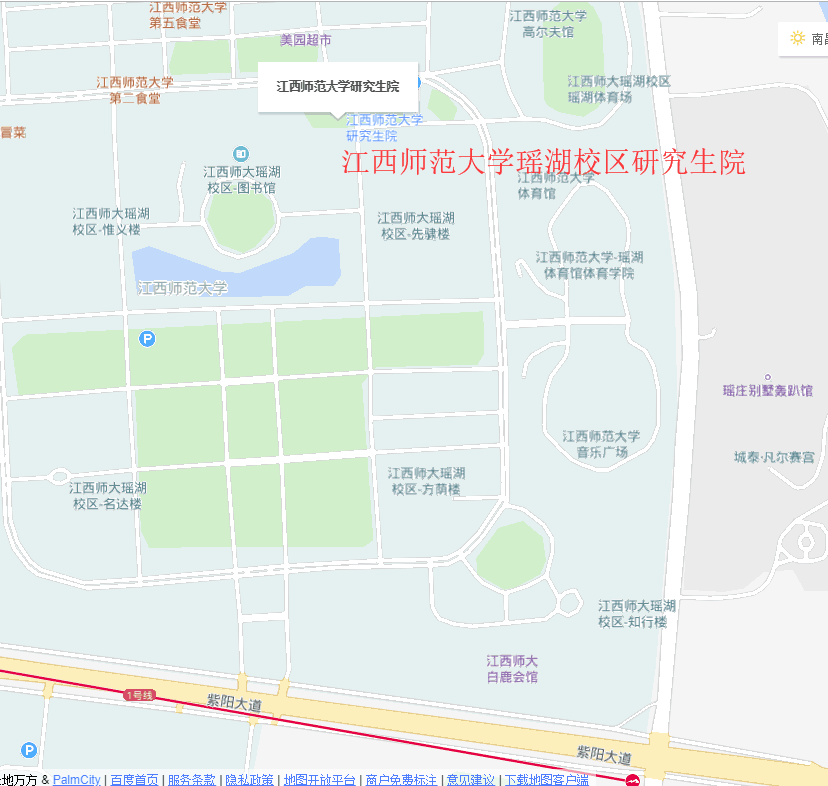 江西师范大学
第五食堂
江西师范大学
高尔夫馆
美园超市
江西师范大学
第二食堂
江西师范大学研究生院
江西师大瑶湖校区
瑶湖体育场
江西师范大学
研究生院
冒菜
江西师范大学瑶湖校区研究生院
江西师大瑶湖
校区-图书馆
江西师范大学
体育馆
江西师大瑶湖
校区-惟义楼
江西师大瑶湖
校区-先骕楼
江西师范大学-瑶湖
体育馆体育学院
江西师范大学
P
瑶庄别墅轰趴馆
江西师范大学
音乐广场
城泰·凡尔赛宫
江西师大瑶湖
校区-名达楼
江西师大瑶湖
校区-方荫楼
江西师大瑶湖
校区-知行楼
江西师大
白鹿会馆
1号线
紫阳大道
紫阳大道
P
地万方 & PalmCity | 百度首页 | 服务条款 | 隐私政策 | 地图开放平台 | 商户免费标注 | 意见建议 | 下载地图客户端